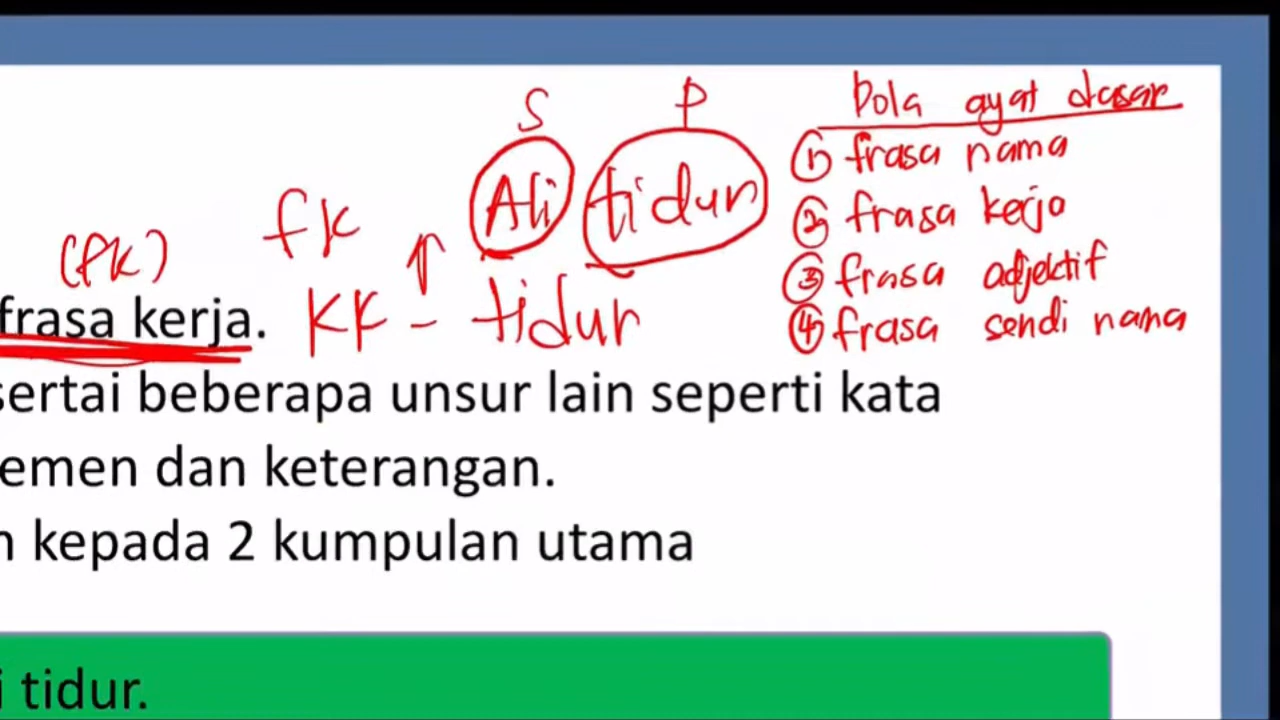 S P
Ali tidur
Pola ayat dasar
① frasa nama
② frasa kerja
③ frasa adjektif
④ frasa sendi nama
fk
(fk)
KK - tidur
frasa kerja.
sertai beberapa unsur lain seperti kata
emen dan keterangan.
n kepada 2 kumpulan utama
i tidur.